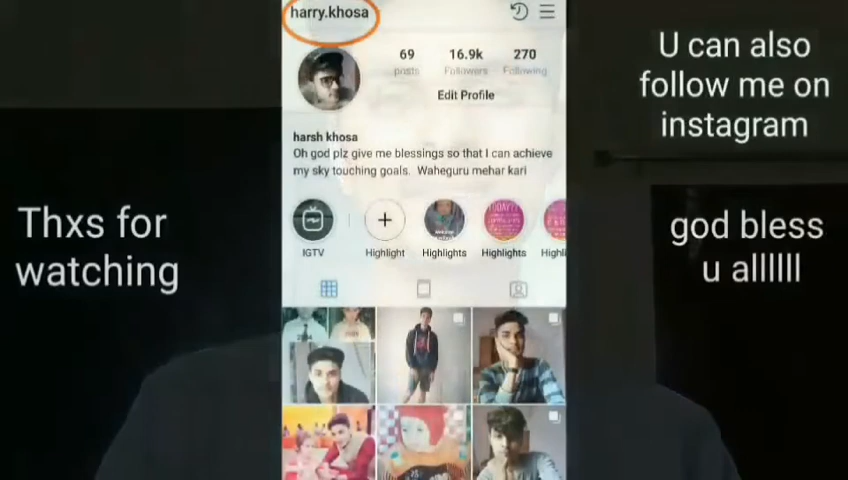 harry.khosa
69
posts
16.9k
Followers
270
Following
Edit Profile
harsh khosa
Oh god plz give me blessings so that I can achieve
my sky touching goals. Waheguru mehar kari
IGTV
Highlight
Highlights
Highlights
Highli
Thxs for
watching
U can also
follow me on
instagram
god bless
u allllll